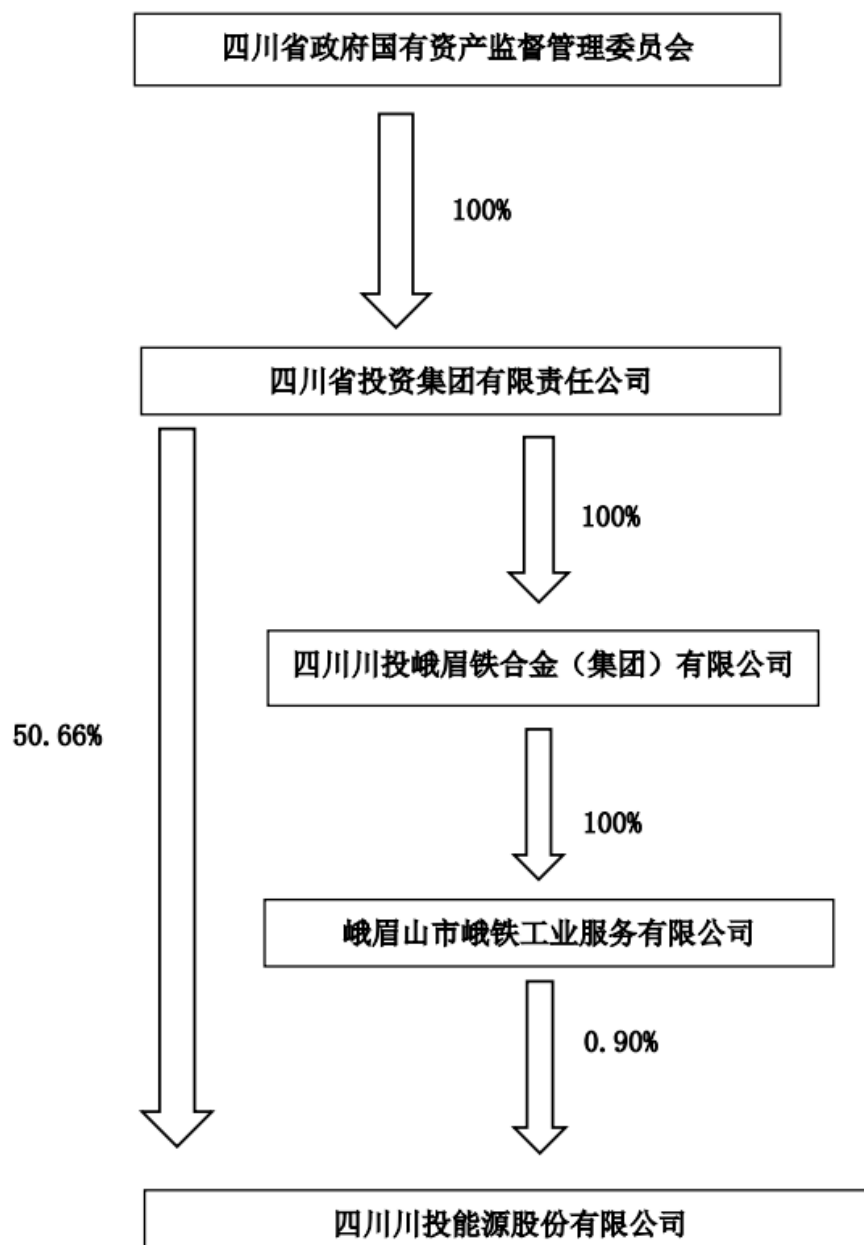 四川省政府国有资产监督管理委员会
100%
四川省投资集团有限责任公司
100%
四川川投峨眉铁合金（集团）有限公司
50.66%
100%
峨眉山市峨铁工业服务有限公司
0.90%
四川川投能源股份有限公司